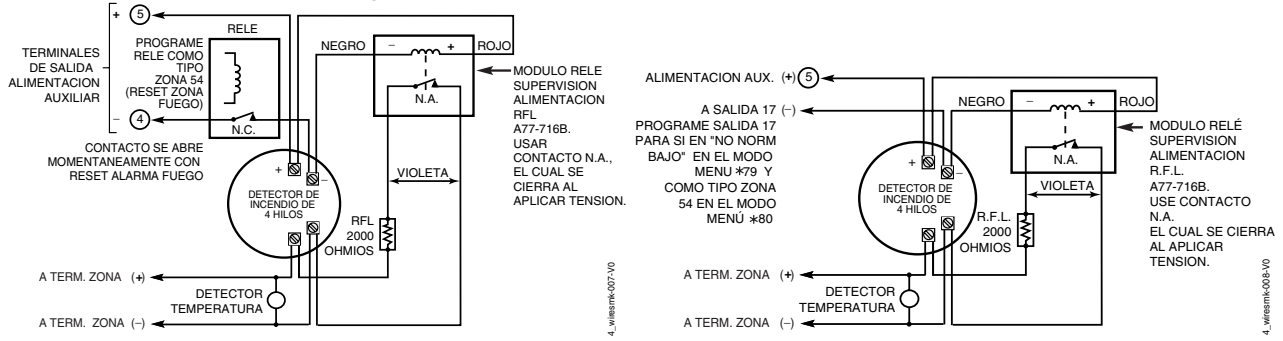 + 5
RELE
TERMINALES
DE SALIDA
ALIMENTACION
AUXILIAR
PROGRAME
RELE COMO
TIPO
ZONA 54
(RESET ZONA
FUEGO)
− 4
N.C.
CONTACTO SE ABRE
MOMENTANEAMENTE CON
RESET ALARMA FUEGO
NEGRO − + ROJO
N.A.
MODULO RELE
SUPERVISION
ALIMENTACION
RFL
A77-716B.
USAR
CONTACTO N.A.,
EL CUAL SE
CIERRA AL
APLICAR TENSION.
+ −
DETECTOR DE
INCENDIO DE
4 HILOS
VIOLETA
RFL
2000
OHMIOS
A TERM. ZONA (+)
DETECTOR
TEMPERATURA
A TERM. ZONA (−)
4_wiresmk-007-V0
ALIMENTACION AUX. (+) 5
A SALIDA 17 (−)
PROGRAME SALIDA 17
PARA SI EN "NO NORM
BAJO" EN EL MODO
MENU ∗79 Y
COMO TIPO ZONA
54 EN EL MODO
MENÚ ∗80
NEGRO − + ROJO
N.A.
MODULO RELÉ
SUPERVISION
ALIMENTACION
R.F.L.
A77-716B.
USE CONTACTO
N.A.
EL CUAL SE CIERRA
AL APLICAR
TENSION.
+ −
DETECTOR DE
INCENDIO DE
4 HILOS
VIOLETA
R.F.L.
2000
OHMIOS
A TERM. ZONA (+)
DETECTOR
TEMPERATURA
A TERM. ZONA (−)
4_wiresmk-008-V0